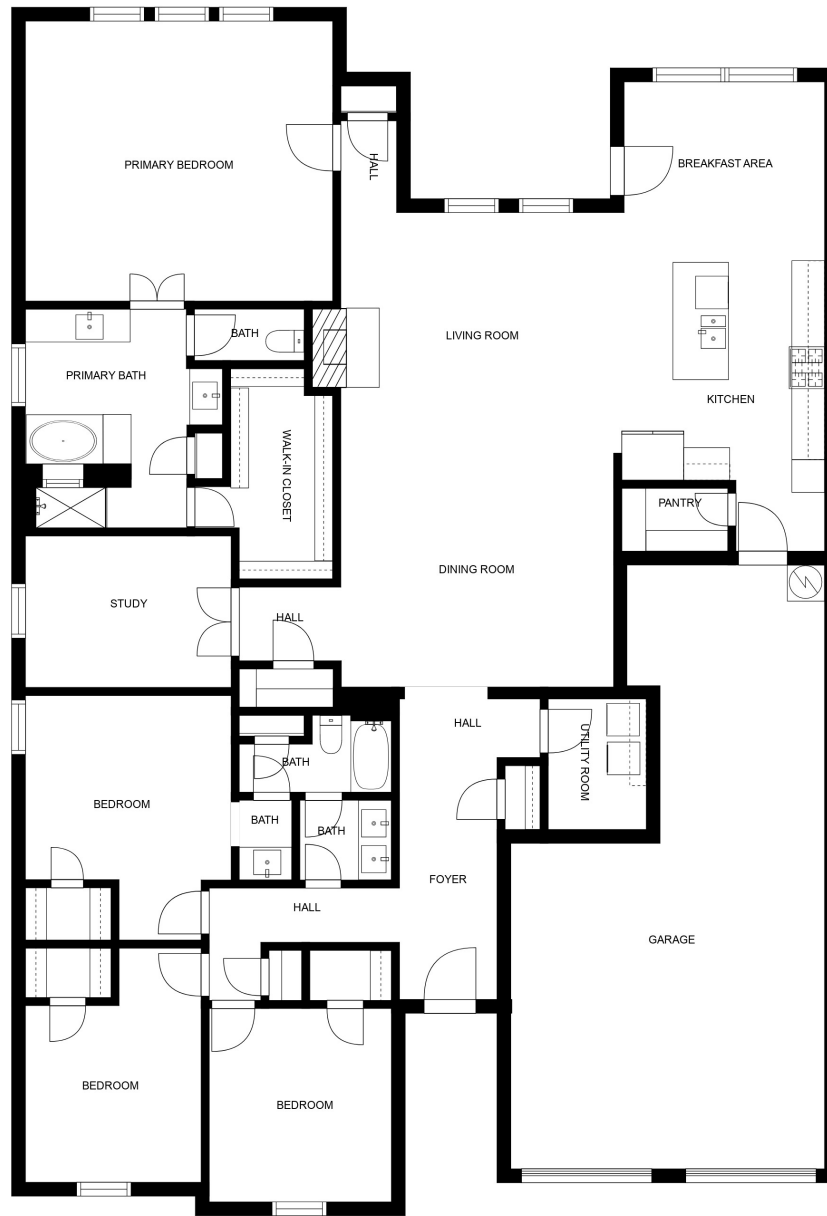 PRIMARY BEDROOM
HALL
BREAKFAST AREA
BATH
LIVING ROOM
PRIMARY BATH
KITCHEN
WALK-IN CLOSET
PANTRY
DINING ROOM
STUDY
HALL
HALL
UTILITY ROOM
BATH
BEDROOM
BATH
BATH
FOYER
HALL
GARAGE
BEDROOM
BEDROOM